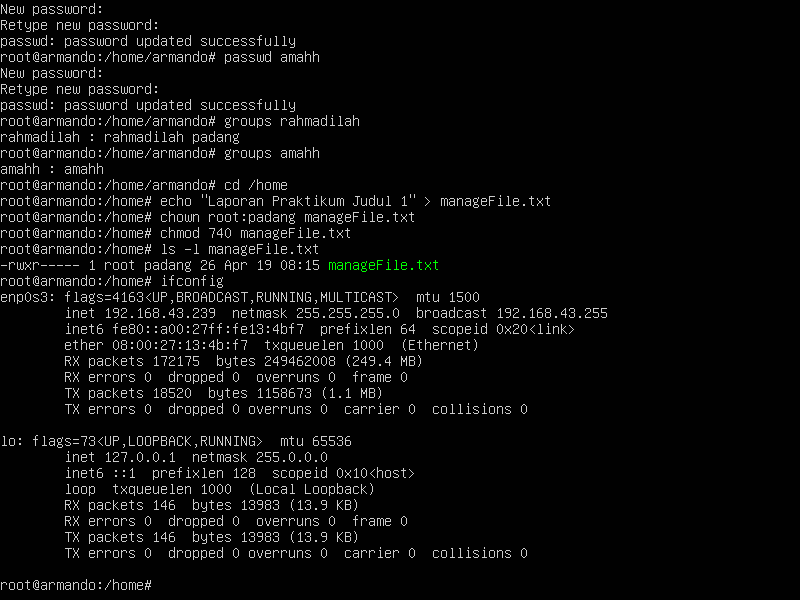 New password:
Retype new password:
passwd: password updated successfully
root@armando:/home/armando# passwd amahh
New password:
Retype new password:
passwd: password updated successfully
root@armando:/home/armando# groups rahmadilah
rahmadilah : rahmadilah padang
root@armando:/home/armando# groups amahh
amahh : amahh
root@armando:/home/armando# cd /home
root@armando:/home# echo "Laporan Praktikum Judul 1" > manageFile.txt
root@armando:/home# chown root:padang manageFile.txt
root@armando:/home# chmod 740 manageFile.txt
root@armando:/home# ls -l manageFile.txt
-rwxr----- 1 root padang 26 Apr 19 08:15 manageFile.txt
root@armando:/home# ifconfig
enp0s3: flags=4163<UP,BROADCAST,RUNNING,MULTICAST>  mtu 1500
        inet 192.168.43.239  netmask 255.255.255.0  broadcast 192.168.43.255
        inet6 fe80::a00:27ff:fe13:4bf7  prefixlen 64  scopeid 0x20<link>
        ether 08:00:27:13:4b:f7  txqueuelen 1000  (Ethernet)
        RX packets 172175  bytes 249462008 (249.4 MB)
        RX errors 0  dropped 0  overruns 0  frame 0
        TX packets 18520  bytes 1158673 (1.1 MB)
        TX errors 0  dropped 0 overruns 0  carrier 0  collisions 0

lo: flags=73<UP,LOOPBACK,RUNNING>  mtu 65536
        inet 127.0.0.1  netmask 255.0.0.0
        inet6 ::1  prefixlen 128  scopeid 0x10<host>
        loop  txqueuelen 1000  (Local Loopback)
        RX packets 146  bytes 13983 (13.9 KB)
        RX errors 0  dropped 0  overruns 0  frame 0
        TX packets 146  bytes 13983 (13.9 KB)
        TX errors 0  dropped 0 overruns 0  carrier 0  collisions 0

root@armando:/home#